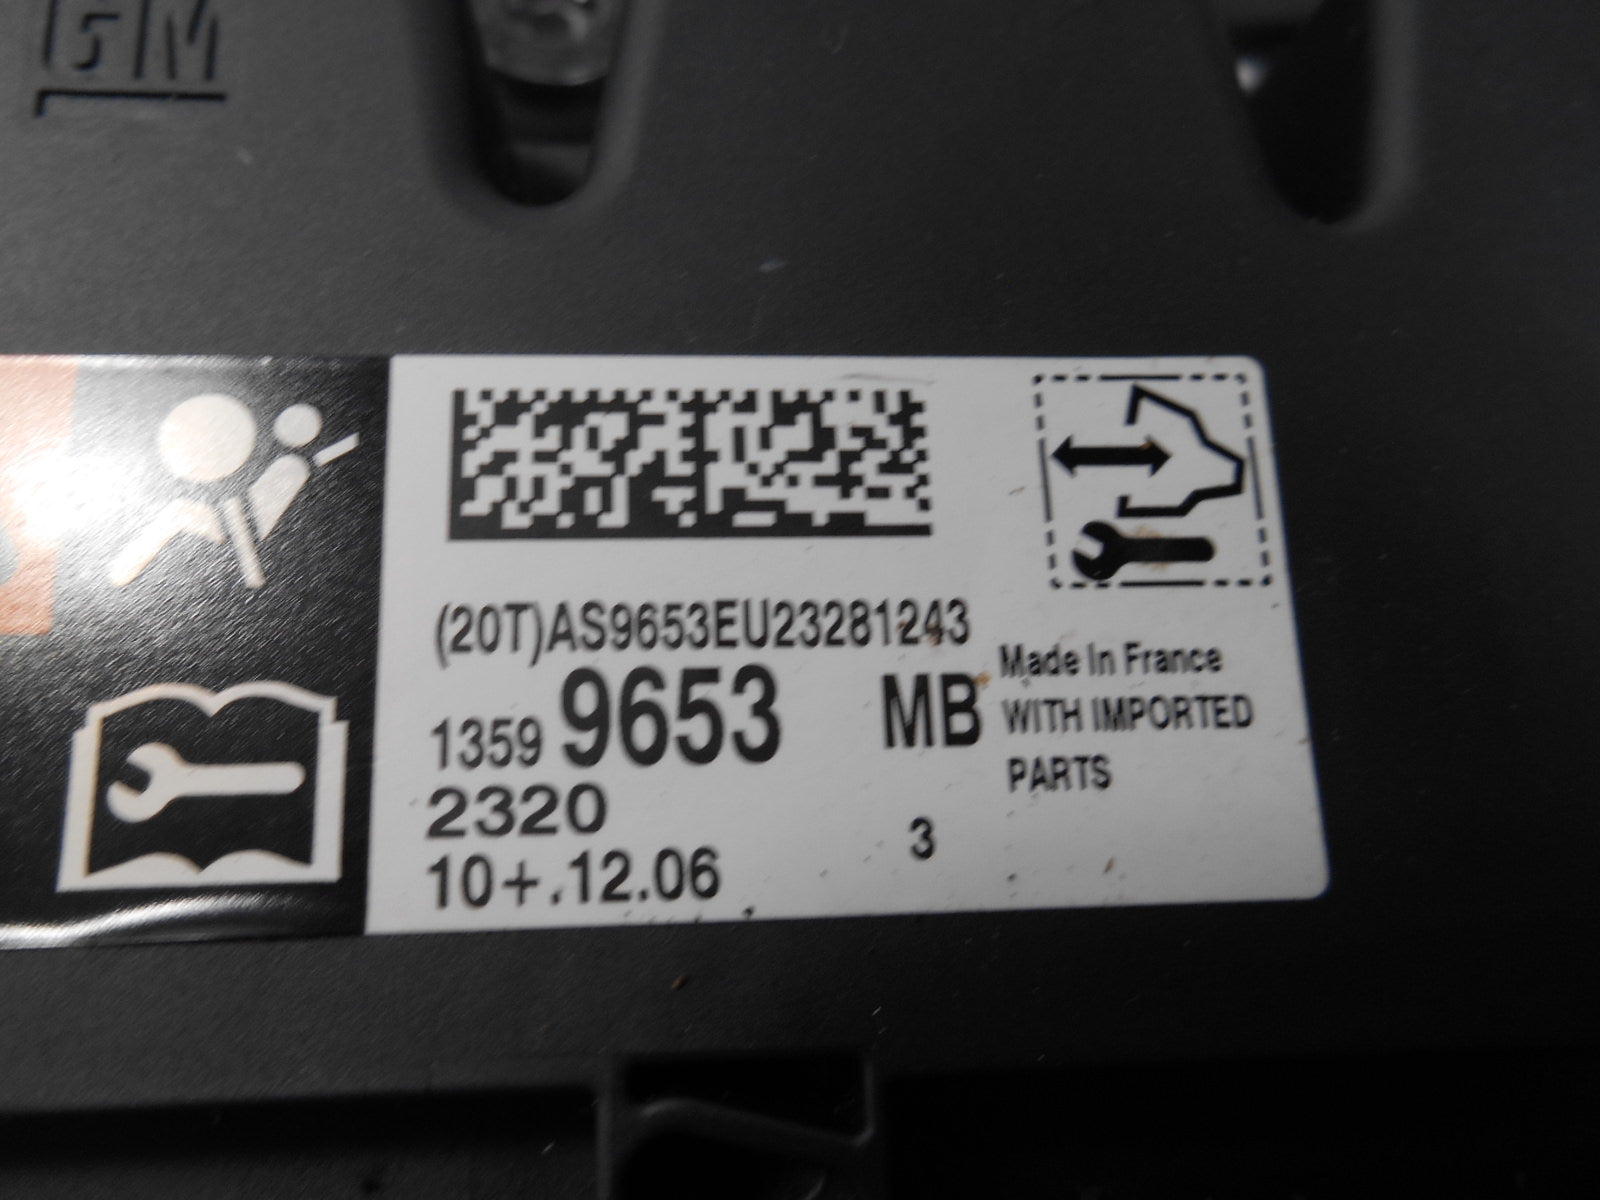 GM
(20T)AS9653EU23281243
1359 9653 MB
2320
10+.12.06
3
Made In France
WITH IMPORTED
PARTS